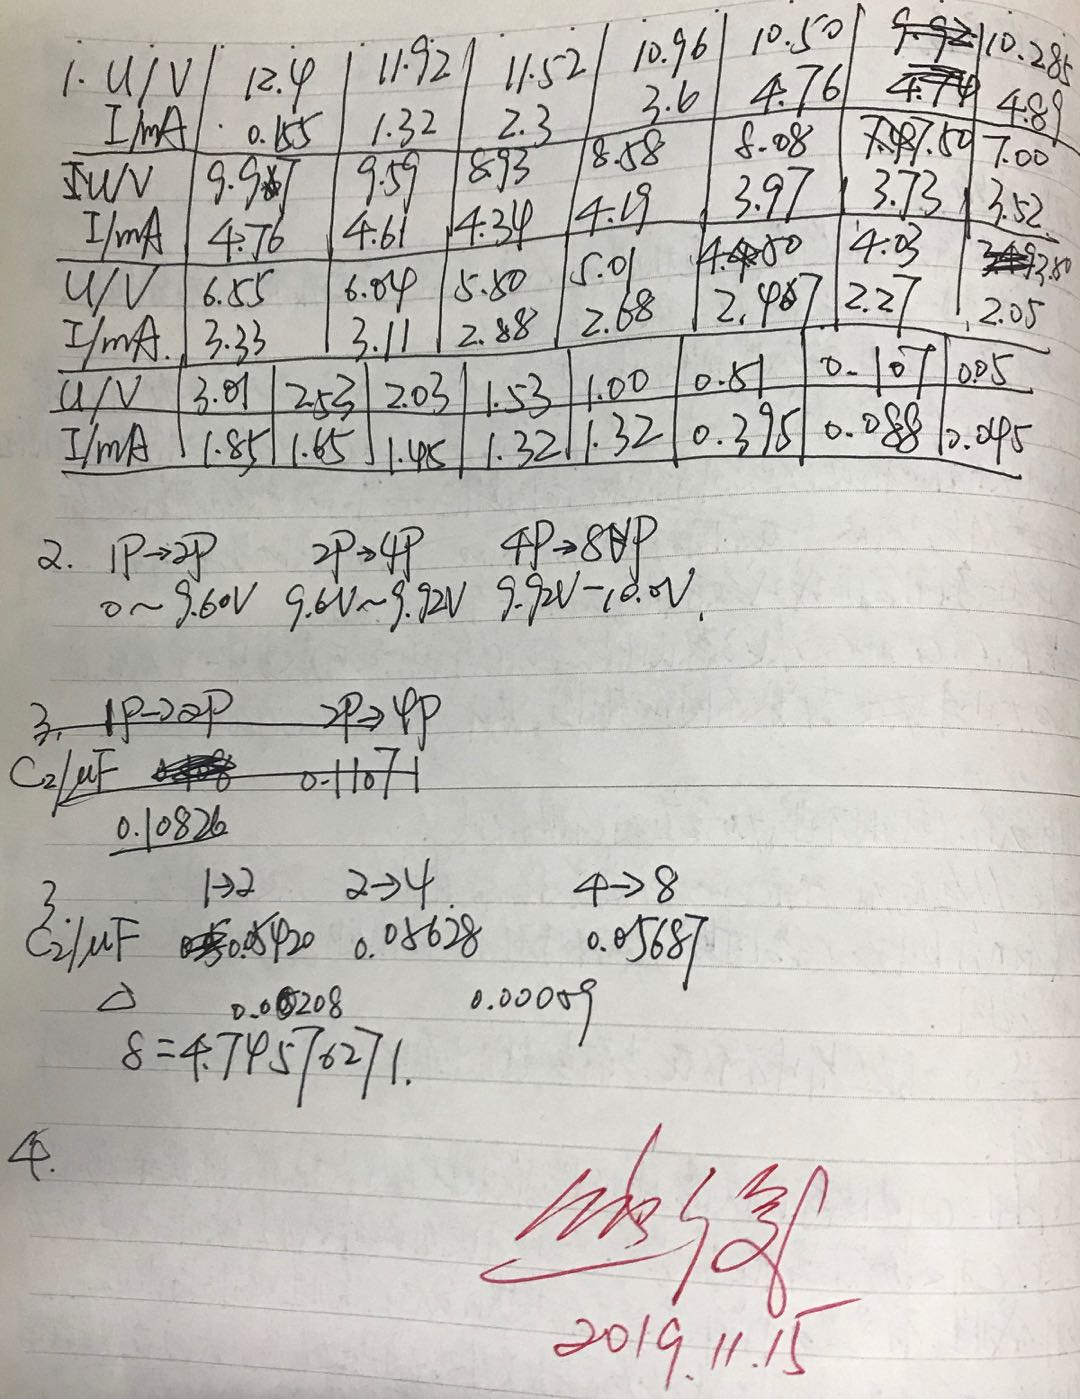 1. U/V 12.4 11.92 11.52 10.96 10.50 9.92 10.285
I/mA 0.155 1.32 2.3 3.6 4.76 4.74 4.89
U/V 9.97 9.59 8.93 8.58 8.08 7.50 7.00
I/mA 4.76 4.61 4.34 4.19 3.97 3.73 3.52
U/V 6.55 6.04 5.50 5.01 4.50 4.03 3.50
I/mA 3.33 3.11 2.88 2.68 2.467 2.27 2.05
U/V 3.01 2.53 2.03 1.53 1.00 0.51 0.107 0.05
I/mA 1.85 1.65 1.45 1.32 1.32 0.395 0.088 0.045
2. 1P→2P 2P→4P 4P→8P
0~9.60V 9.6V~9.92V 9.92V-10.0V.
3. 1P→2P 2P→4P
C₂/μF 0.11071
0.10826
3. 1→2 2→4 4→8
C₂/μF 0.05420 0.05628 0.05687
△ 0.00208 0.00059
8=4.74576271.
4.
2019.11.15